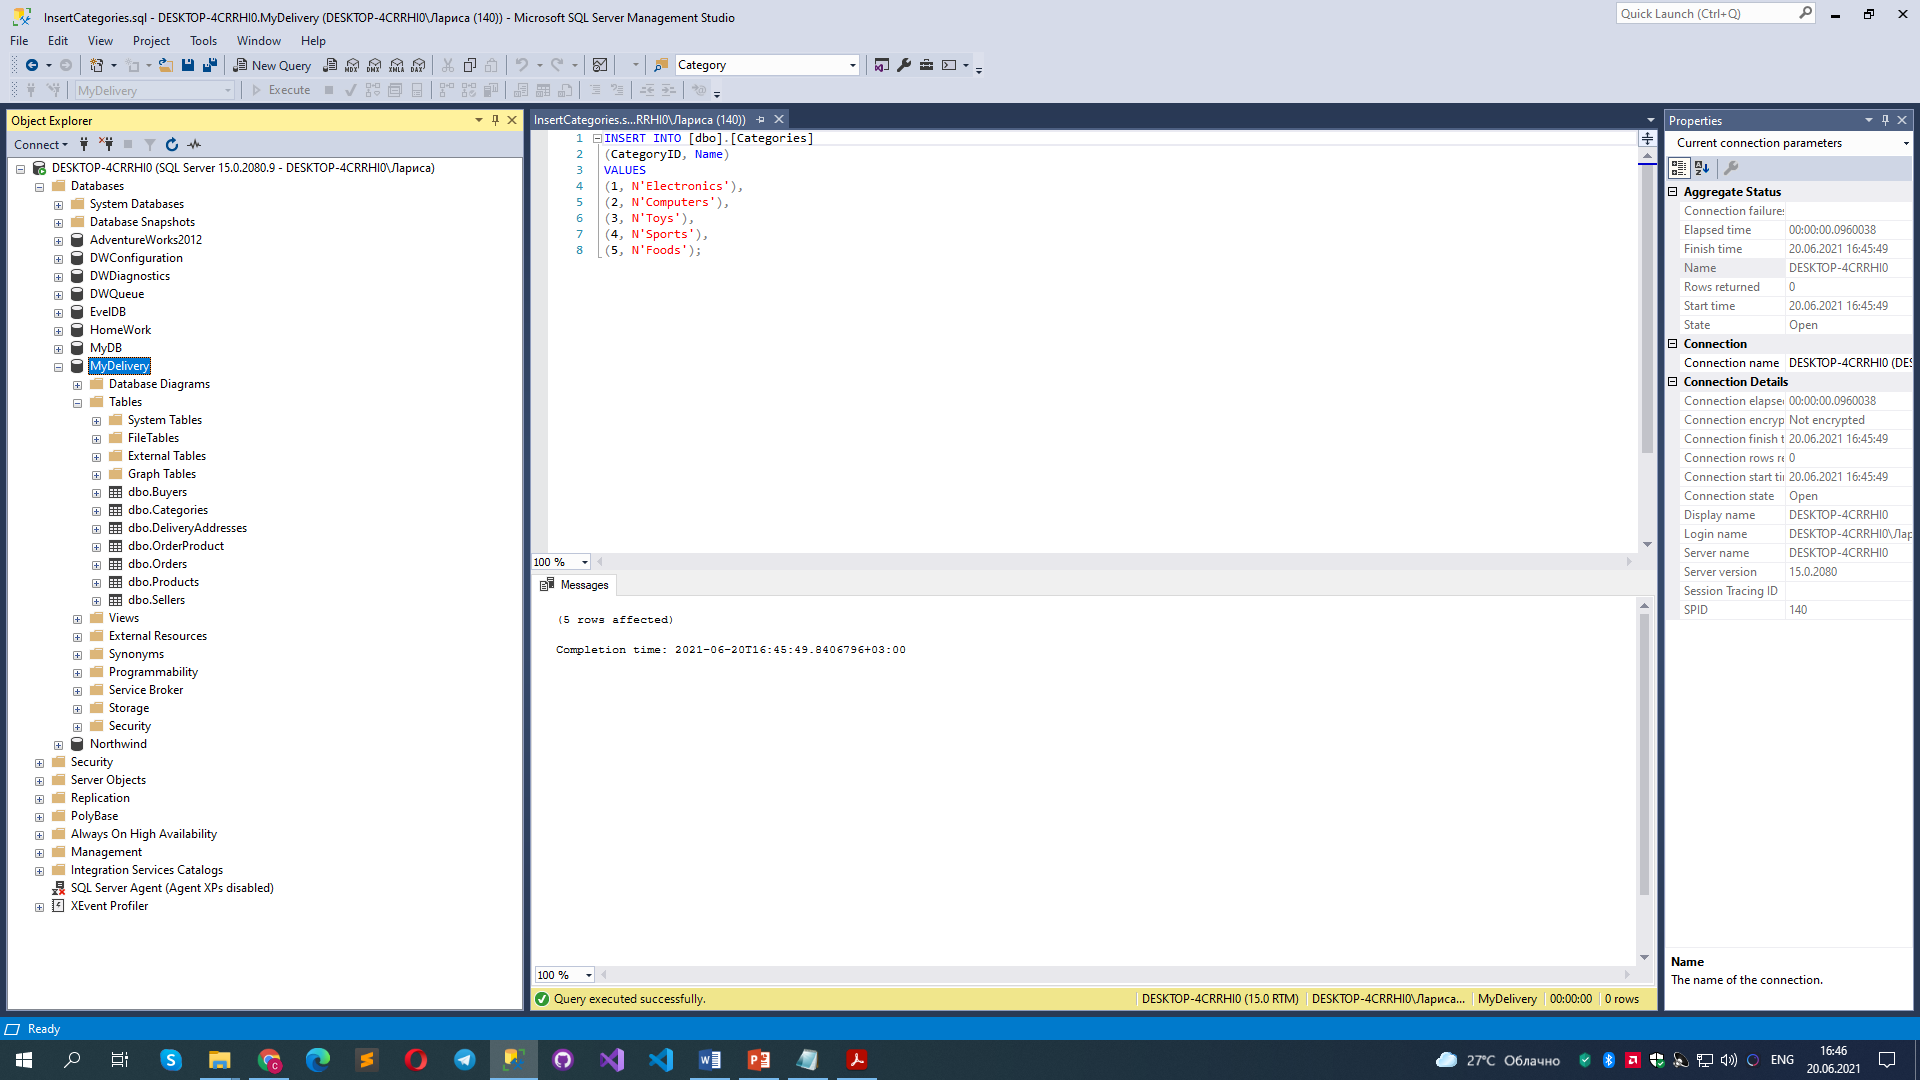 InsertCategories.sql - DESKTOP-4CRRHI0.MyDelivery (DESKTOP-4CRRHI0\Лариса (140)) - Microsoft SQL Server Management Studio
Quick Launch (Ctrl+Q)
File Edit View Project Tools Window Help
New Query MDX DMX XMLA DAX Category
MyDelivery Execute
Object Explorer
Connect
DESKTOP-4CRRHI0 (SQL Server 15.0.2080.9 - DESKTOP-4CRRHI0\Лариса)
Databases
System Databases
Database Snapshots
AdventureWorks2012
DWConfiguration
DWDiagnostics
DWQueue
EvelDB
HomeWork
MyDB
MyDelivery
Database Diagrams
Tables
System Tables
FileTables
External Tables
Graph Tables
dbo.Buyers
dbo.Categories
dbo.DeliveryAddresses
dbo.OrderProduct
dbo.Orders
dbo.Products
dbo.Sellers
Views
External Resources
Synonyms
Programmability
Service Broker
Storage
Security
Northwind
Security
Server Objects
Replication
PolyBase
Always On High Availability
Management
Integration Services Catalogs
SQL Server Agent (Agent XPs disabled)
XEvent Profiler
InsertCategories.s...RRHI0\Лариса (140))
1 INSERT INTO [dbo].[Categories]
2 (CategoryID, Name)
3 VALUES
4 (1, N'Electronics'),
5 (2, N'Computers'),
6 (3, N'Toys'),
7 (4, N'Sports'),
8 (5, N'Foods');
100 %
Messages
(5 rows affected)
Completion time: 2021-06-20T16:45:49.8406796+03:00
100 %
Query executed successfully. DESKTOP-4CRRHI0 (15.0 RTM) DESKTOP-4CRRHI0\Лариса... MyDelivery 00:00:00 0 rows
Properties
Current connection parameters
Aggregate Status
Connection failures
Elapsed time 00:00:00.0960038
Finish time 20.06.2021 16:45:49
Name DESKTOP-4CRRHI0
Rows returned 0
Start time 20.06.2021 16:45:49
State Open
Connection
Connection name DESKTOP-4CRRHI0 (DES
Connection Details
Connection elapse 00:00:00.0960038
Connection encryp Not encrypted
Connection finish t 20.06.2021 16:45:49
Connection rows re 0
Connection start ti 20.06.2021 16:45:49
Connection state Open
Display name DESKTOP-4CRRHI0
Login name DESKTOP-4CRRHI0\Лар
Server name DESKTOP-4CRRHI0
Server version 15.0.2080
Session Tracing ID
SPID 140
Name
The name of the connection.
Ready
27°C Облачно
ENG
16:46
20.06.2021